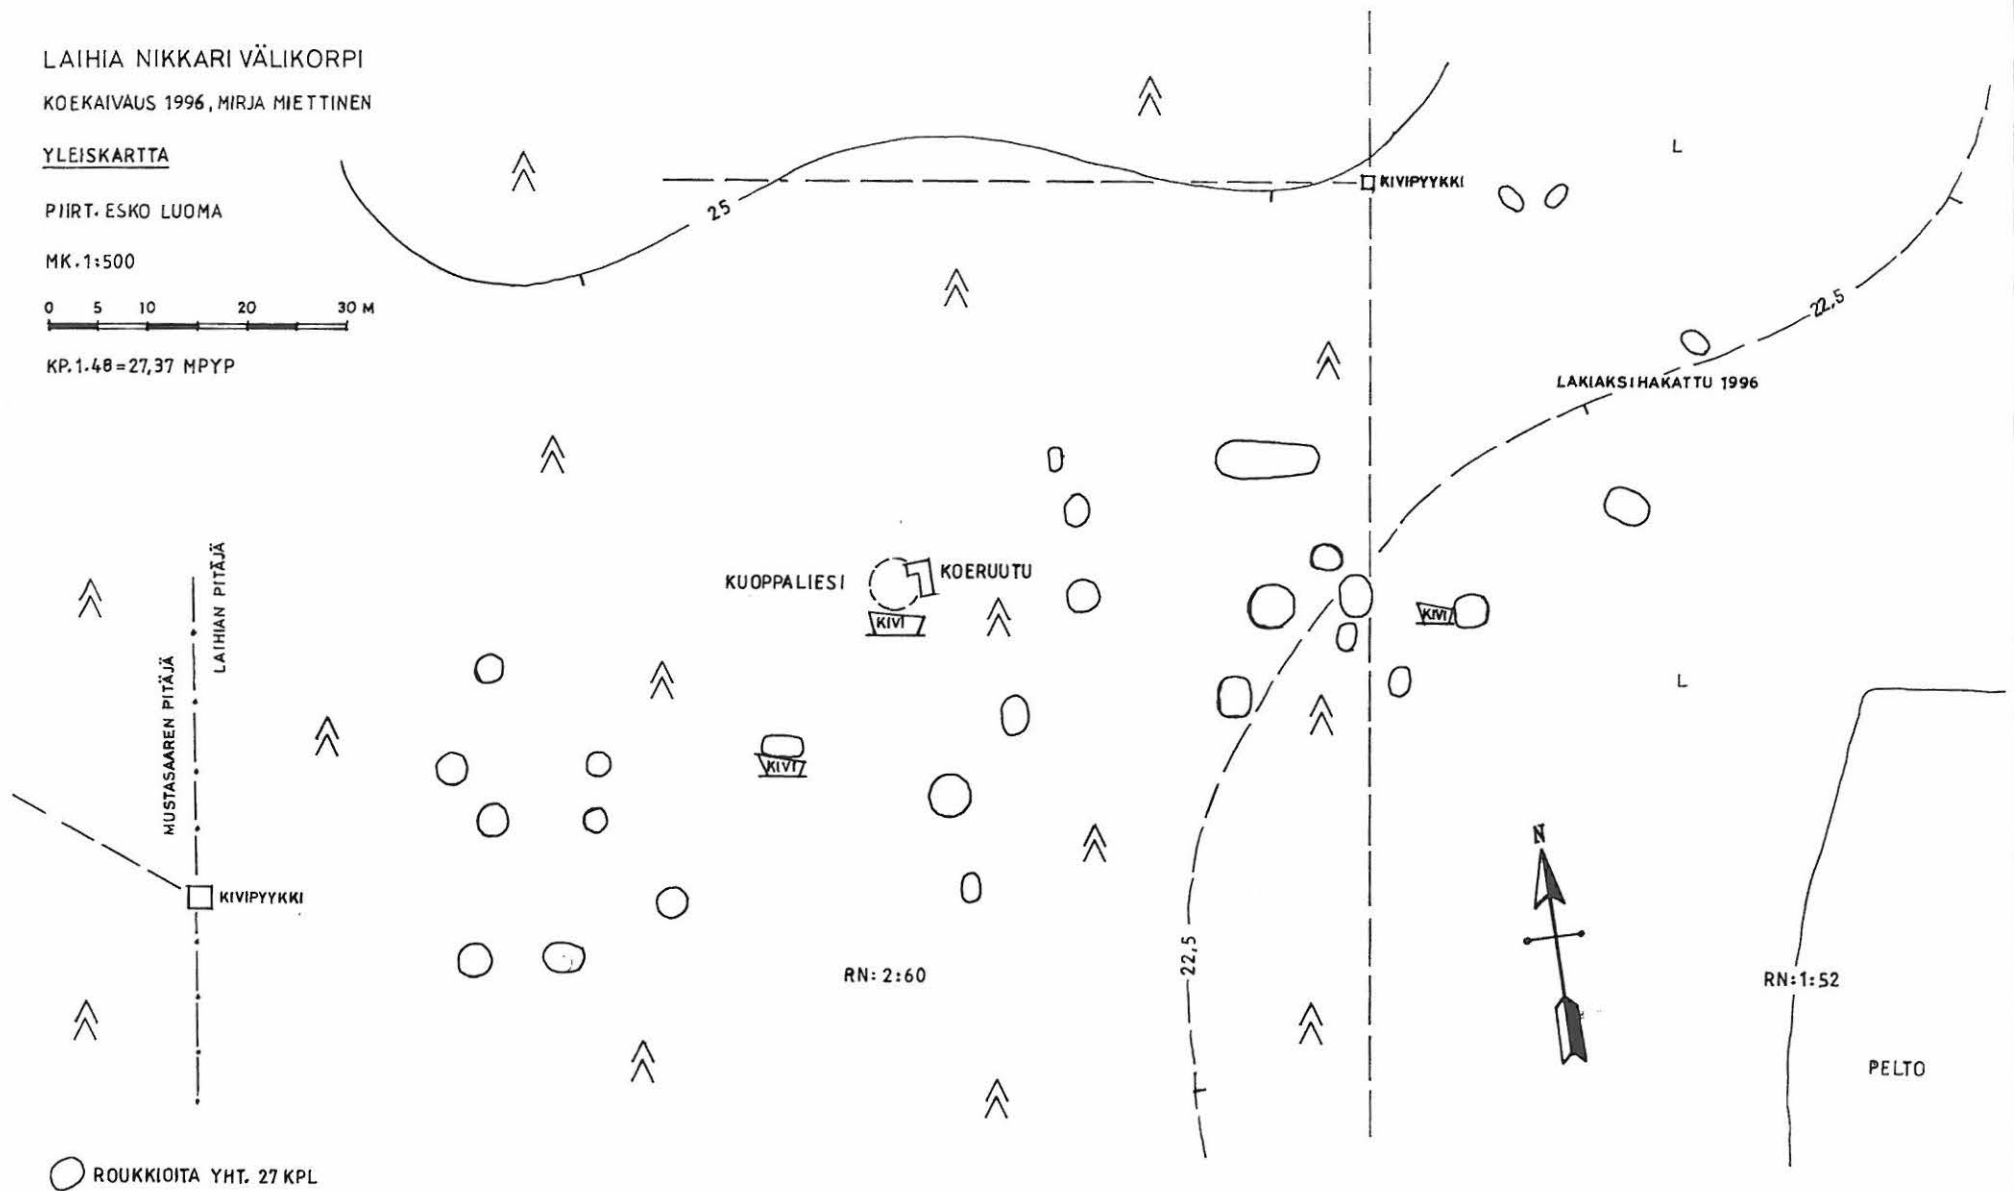 LAIHIA NIKKARI VÄLIKORPI
KOEKAIVAUS 1996, MIRJA MIETTINEN
YLEISKARTTA
PIIRT. ESKO LUOMA
MK. 1:500
0 5 10 20 30 M
KP. 1.48=27,37 MPYP
25
KIVIPYYKKI
L
22,5
LAKIAKSIHAKATTU 1996
KUOPPALIESI
KOERUUTU
KIVI
KIVI
KIVI
MUSTASAAREN PITÄJÄ
LAIHIAN PITÄJÄ
L
KIVIPYYKKI
N
22,5
RN: 2:60
RN: 1:52
PELTO
ROUKKIOITA YHT. 27 KPL